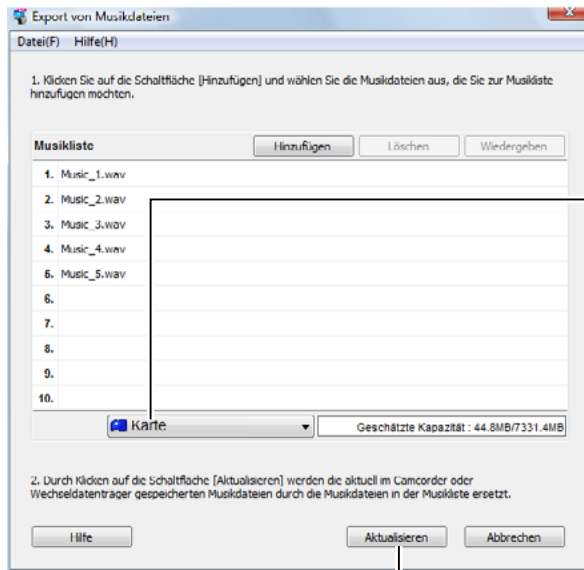 Export von Musikdateien
Datei(F) Hilfe(H)
1. Klicken Sie auf die Schaltfläche [Hinzufügen] und wählen Sie die Musikdateien aus, die Sie zur Musikliste
hinzufügen mochten.
Musikliste Hinzufügen Löschen Wiedergeben
1. Music_1.wav
2. Music_2.wav
3. Music_3.wav
4. Music_4.wav
5. Music_5.wav
6.
7.
8.
9.
10.
Karte Geschätzte Kapazität : 44.8MB/7331.4MB
2. Durch Klicken auf die Schaltfläche [Aktualisieren] werden die aktuell im Camcorder oder
Wechseldatenträger gespeicherten Musikdateien durch die Musikdateien in der Musikliste ersetzt.
Hilfe Aktualisieren Abbrechen